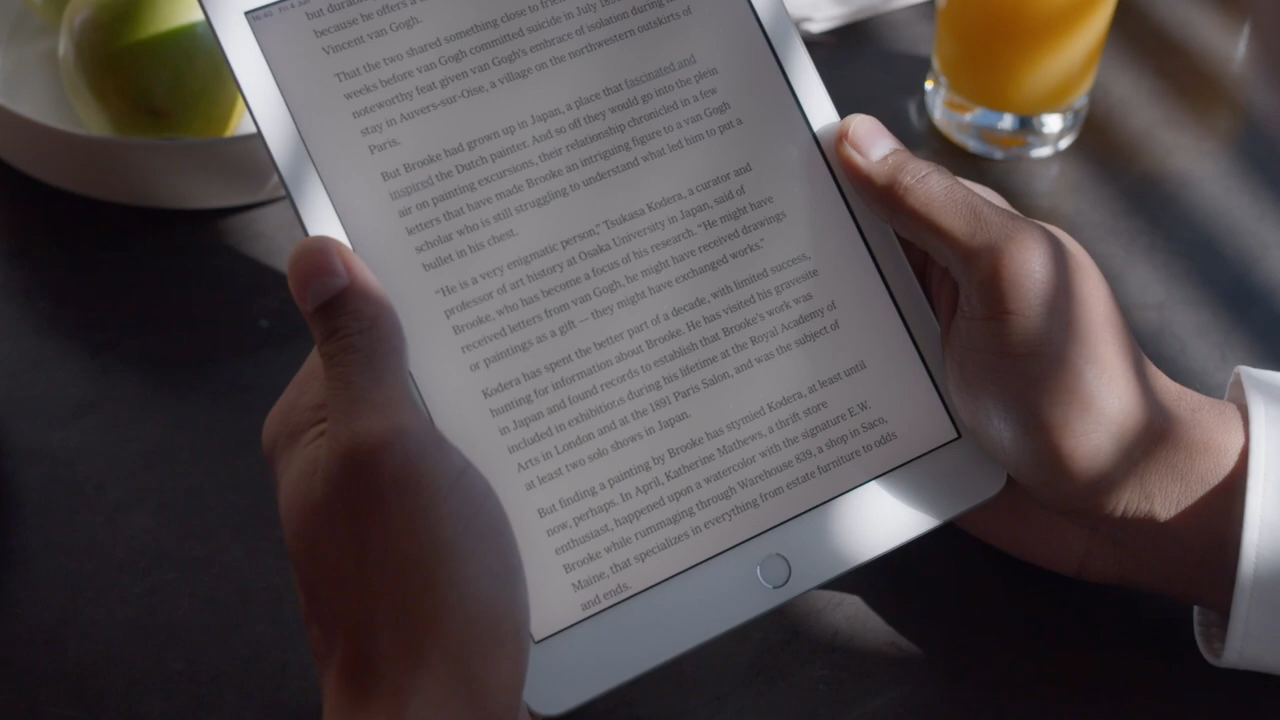 16:40 Fri 4 Jun
but durable
because he offers a
Vincent van Gogh.
That the two shared something close to
weeks before van Gogh committed suicide in July
noteworthy feat given van Gogh's embrace of isolation during his
stay in Auvers-sur-Oise, a village on the northwestern outskirts of
Paris.
But Brooke had grown up in Japan, a place that fascinated and
inspired the Dutch painter. And so off they would go into the plein
air on painting excursions, their relationship chronicled in a few
letters that have made Brooke an intriguing figure to a van Gogh
scholar who is still struggling to understand what led him to put a
bullet in his chest.
“He is a very enigmatic person,” Tsukasa Kodera, a curator and
professor of art history at Osaka University in Japan, said of
Brooke, who has become a focus of his research. “He might have
received letters from van Gogh, he might have received drawings
or paintings as a gift — they might have exchanged works.”
Kodera has spent the better part of a decade, with limited success,
hunting for information about Brooke. He has visited his gravesite
in Japan and found records to establish that Brooke's work was
included in exhibitions during his lifetime at the Royal Academy of
Arts in London and at the 1891 Paris Salon, and was the subject of
at least two solo shows in Japan.
But finding a painting by Brooke has stymied Kodera, at least until
now, perhaps. In April, Katherine Mathews, a thrift store
enthusiast, happened upon a watercolor with the signature E.W.
Brooke while rummaging through Warehouse 839, a shop in Saco,
Maine, that specializes in everything from estate furniture to odds
and ends.